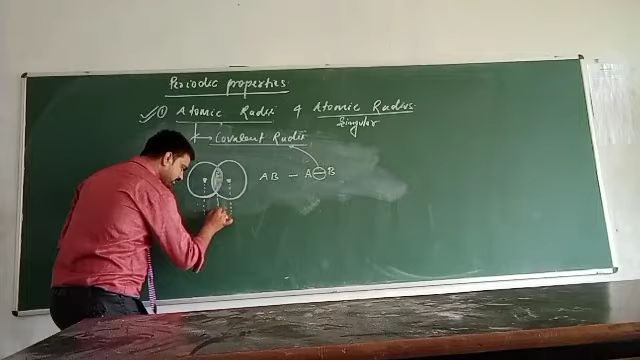 Periodic properties:
① Atomic Radii & Atomic Radius:
Singular
→ Covalent Radii
AB — A–B